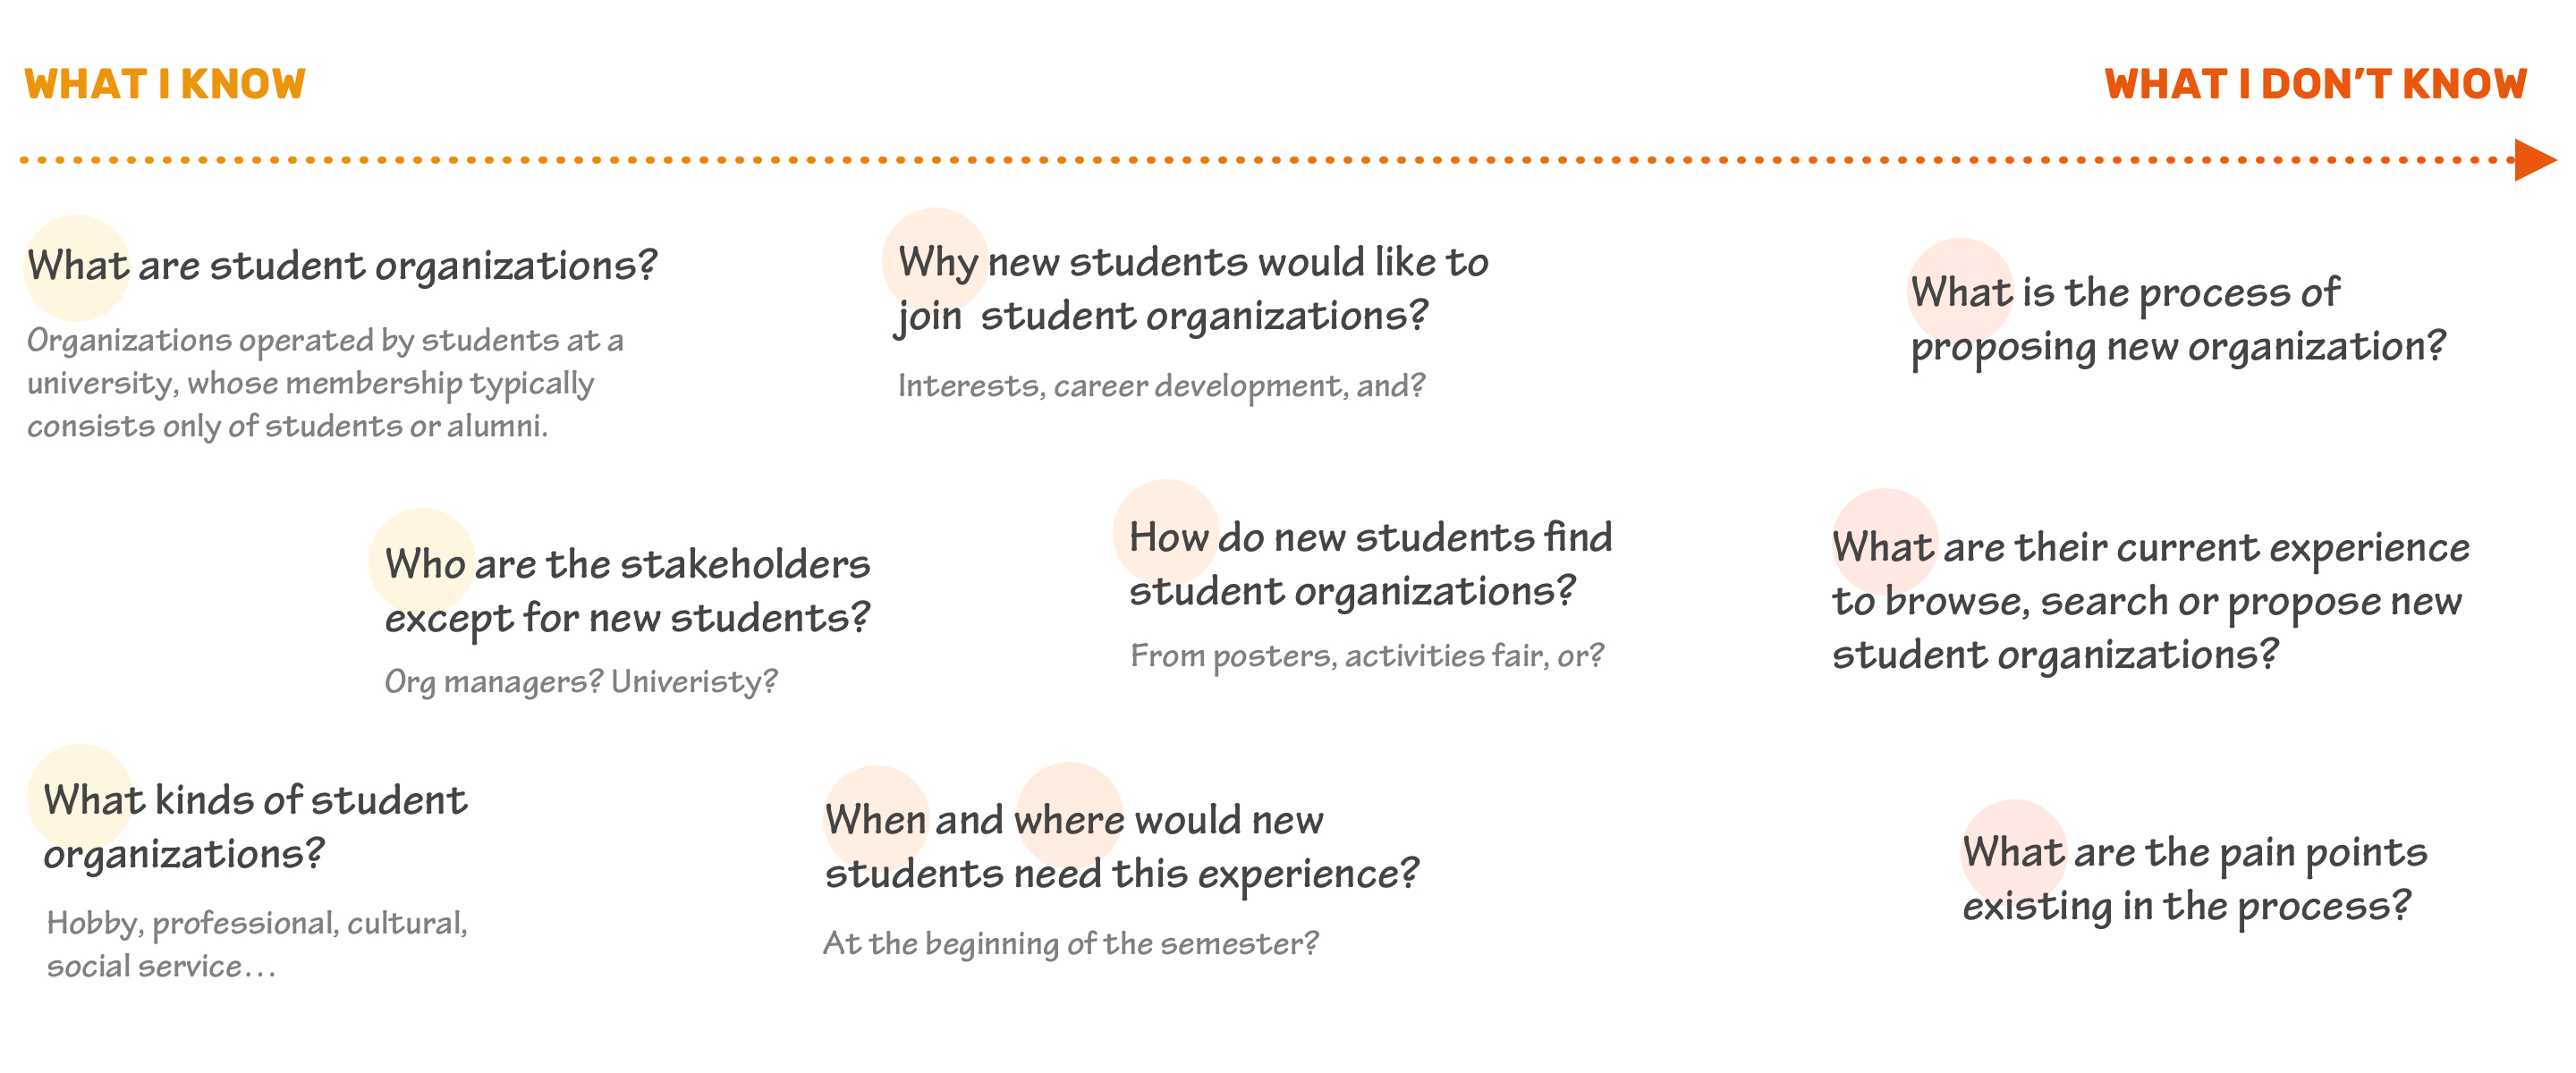 WHAT I KNOW
WHAT I DON'T KNOW
What are student organizations?
Organizations operated by students at a
university, whose membership typically
consists only of students or alumni.
Why new students would like to
join student organizations?
Interests, career development, and?
What is the process of
proposing new organization?
Who are the stakeholders
except for new students?
Org managers? Univeristy?
How do new students find
student organizations?
From posters, activities fair, or?
What are their current experience
to browse, search or propose new
student organizations?
What kinds of student
organizations?
Hobby, professional, cultural,
social service...
When and where would new
students need this experience?
At the beginning of the semester?
What are the pain points
existing in the process?